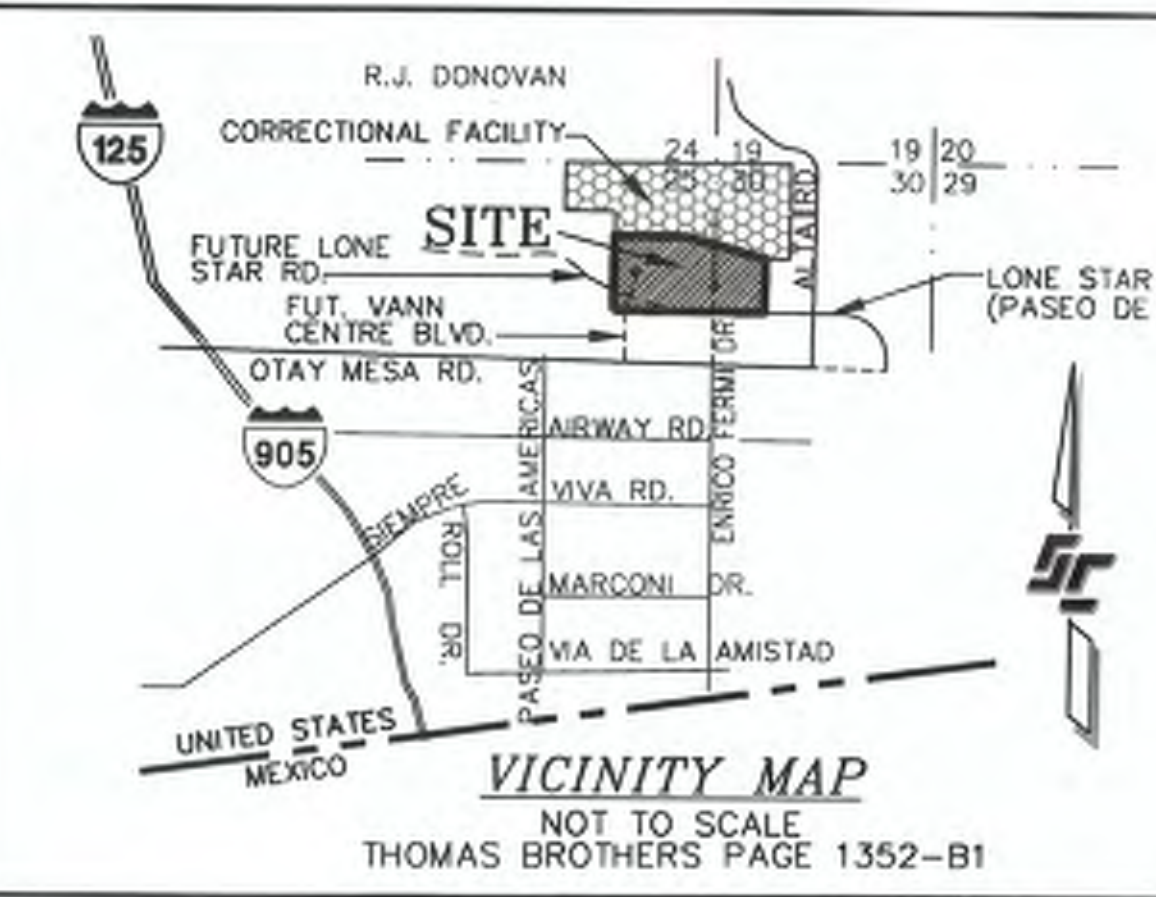 R.J. DONOVAN
CORRECTIONAL FACILITY
125
24 19
25 30
19 20
30 29
SITE
ALTA RD.
FUTURE LONE
STAR RD.
LONE STAR
(PASEO DE
FUT. VANN
CENTRE BLVD.
OTAY MESA RD.
905
AIRWAY RD.
SIEMPRE
VIVA RD.
PASEO DE LAS AMERICAS
ENRICO FERMI DR.
ROLL DR.
MARCONI DR.
VIA DE LA AMISTAD
UNITED STATES
MEXICO
VICINITY MAP
NOT TO SCALE
THOMAS BROTHERS PAGE 1352-B1